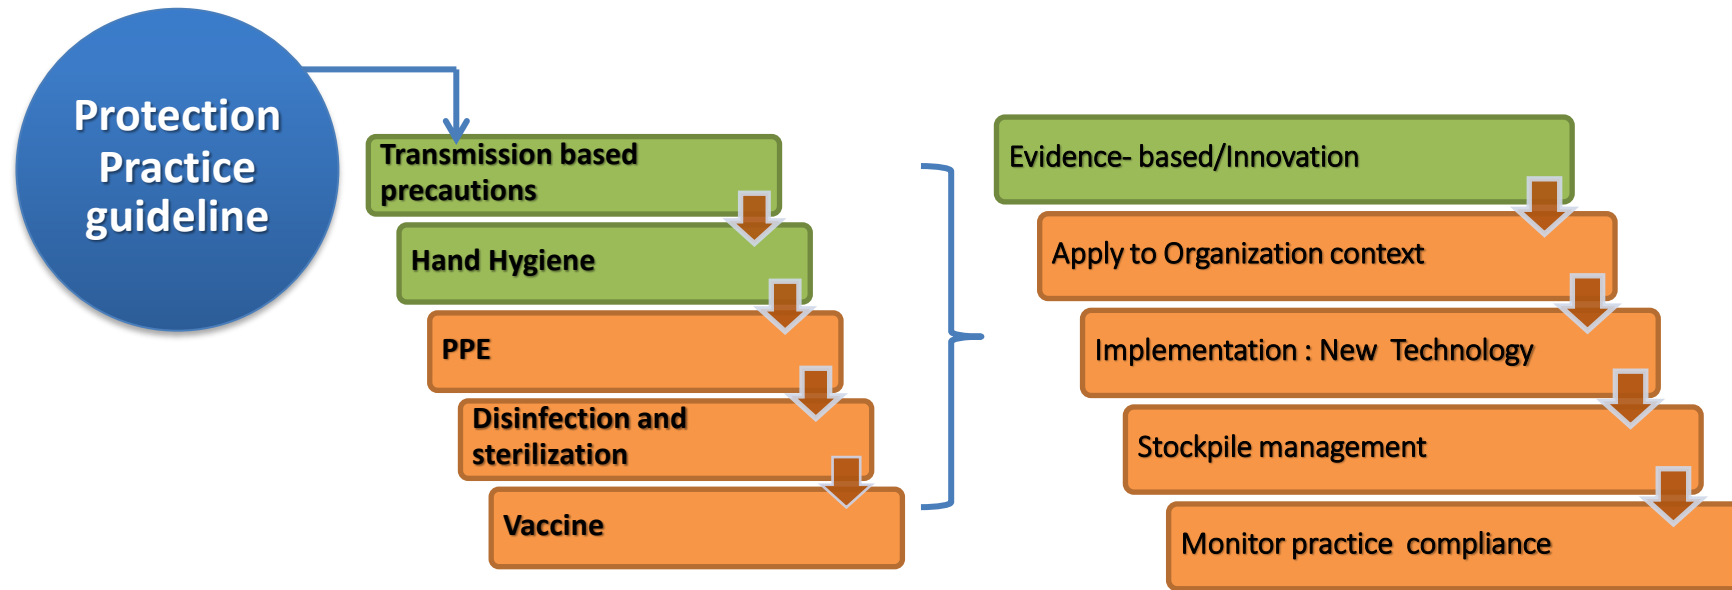 Protection
Practice
guideline
Transmission based
precautions
Hand Hygiene
PPE
Disinfection and
sterilization
Vaccine
Evidence- based/Innovation
Apply to Organization context
Implementation : New  Technology
Stockpile management
Monitor practice  compliance